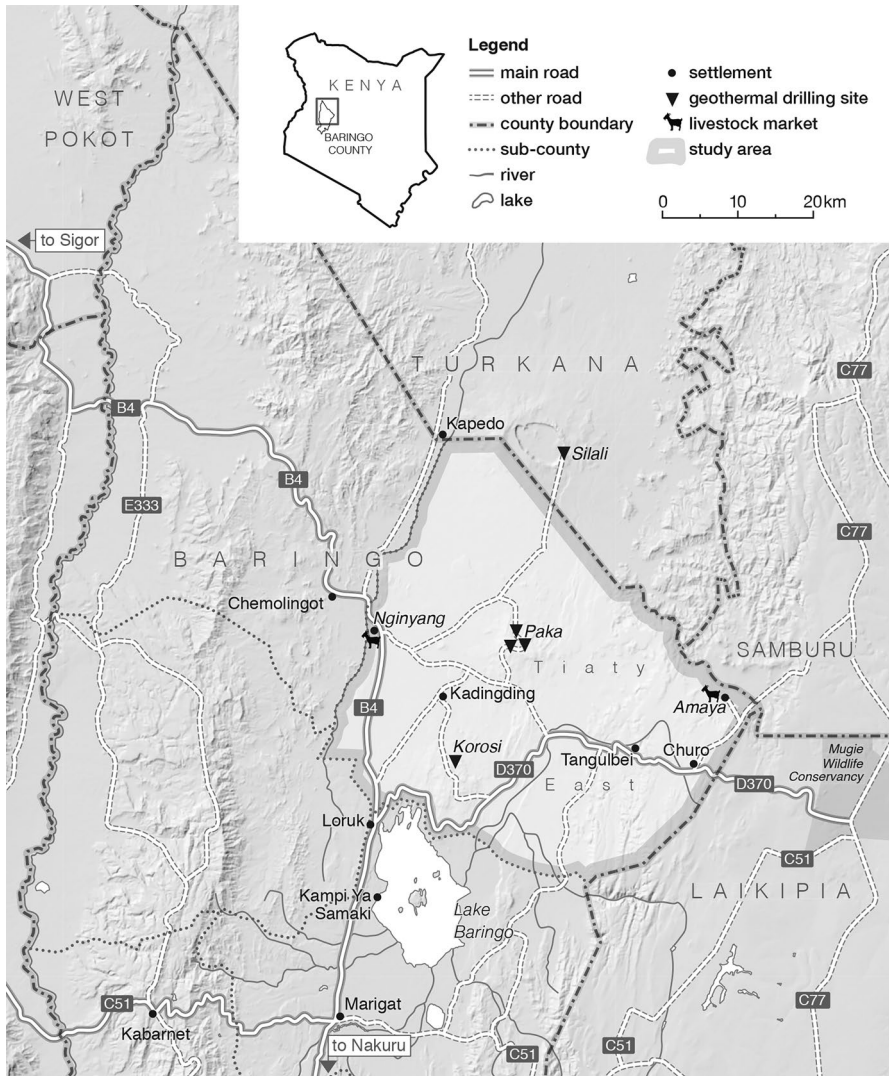 Legend
main road
other road
county boundary
sub-county
river
lake
settlement
geothermal drilling site
livestock market
study area
0 10 20km
KENYA
BARINGO
COUNTY
WEST
POKOT
to Sigor
TURKANA
C77
B4
Kapedo
Silali
B4
E333
C77
BARINGO
Chemolingot
Nginyang
Paka
Tiaty
SAMBURU
Kadingding
Amaya
B4
Korosi
Tangulbei
Churo
Mugie
Wildlife
Conservancy
D370
East
D370
Loruk
C51
LAIKIPIA
Kampi Ya
Samaki
Lake
Baringo
C51
Marigat
C77
Kabarnet
to Nakuru
C51
C51